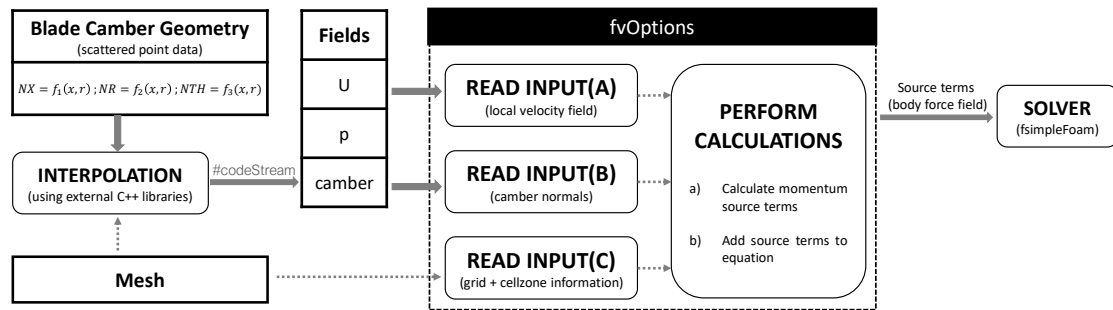 Blade Camber Geometry
(scattered point data)
NX = f₁(x, r) ; NR = f₂(x, r); NTH = f₃(x, r)
INTERPOLATION
(using external C++ libraries)
#codeStream
Mesh
Fields
U
p
camber
fvOptions
READ INPUT(A)
(local velocity field)
READ INPUT(B)
(camber normals)
READ INPUT(C)
(grid + cellzone information)
PERFORM
CALCULATIONS
a) Calculate momentum
source terms
b) Add source terms to
equation
Source terms
(body force field)
SOLVER
(fsimpleFoam)